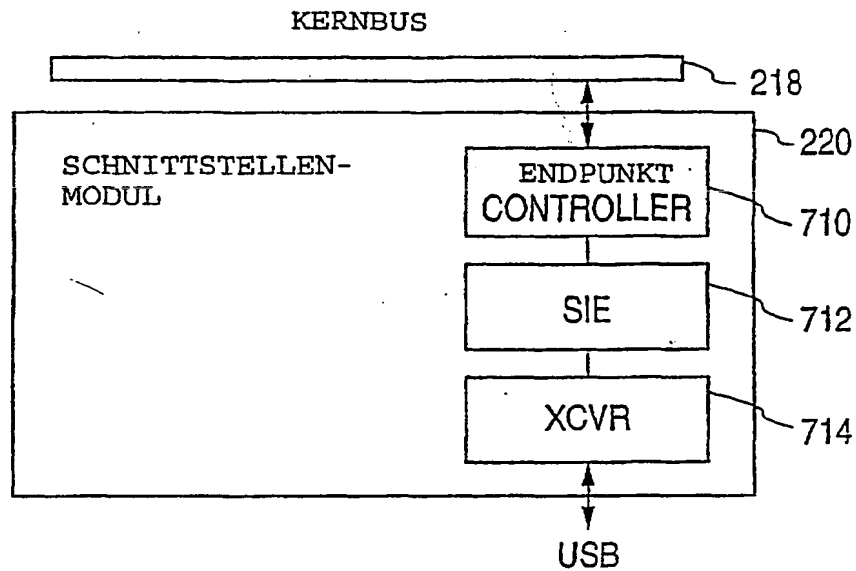 KERNBUS
218
220
SCHNITTSTELLEN-
MODUL
ENDPUNKT
CONTROLLER
710
SIE
712
XCVR
714
USB